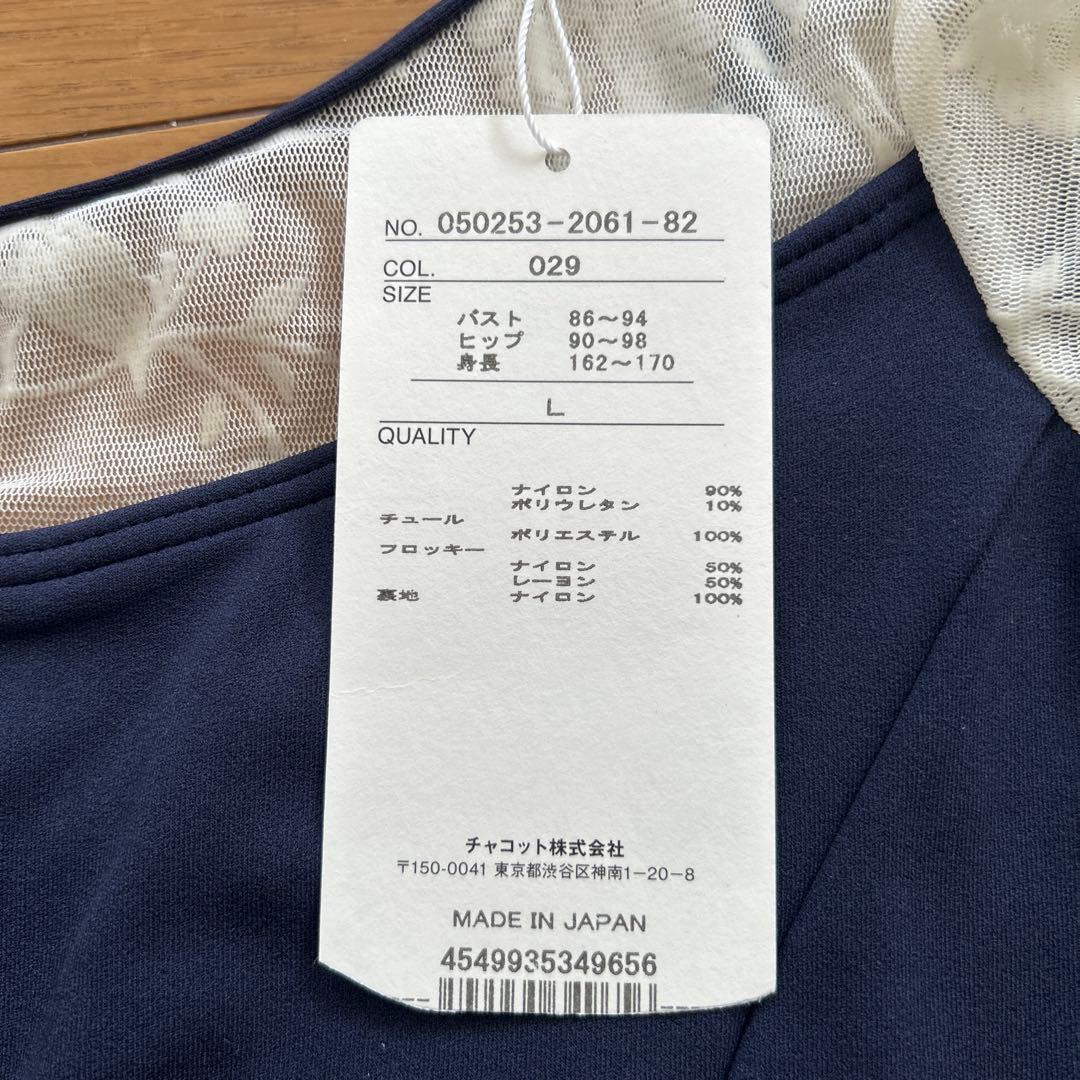 NO. 050253-2061-82
COL. 029
SIZE
バスト 86～94
ヒップ 90～98
身長 162～170
L
QUALITY
ナイロン 90%
ポリウレタン 10%
チュール
ポリエステル 100%
フロッキー
ナイロン 50%
レーヨン 50%
裏地 ナイロン 100%
チャコット株式会社
〒150-0041 東京都渋谷区神南1-20-8
MADE IN JAPAN
4549935349656